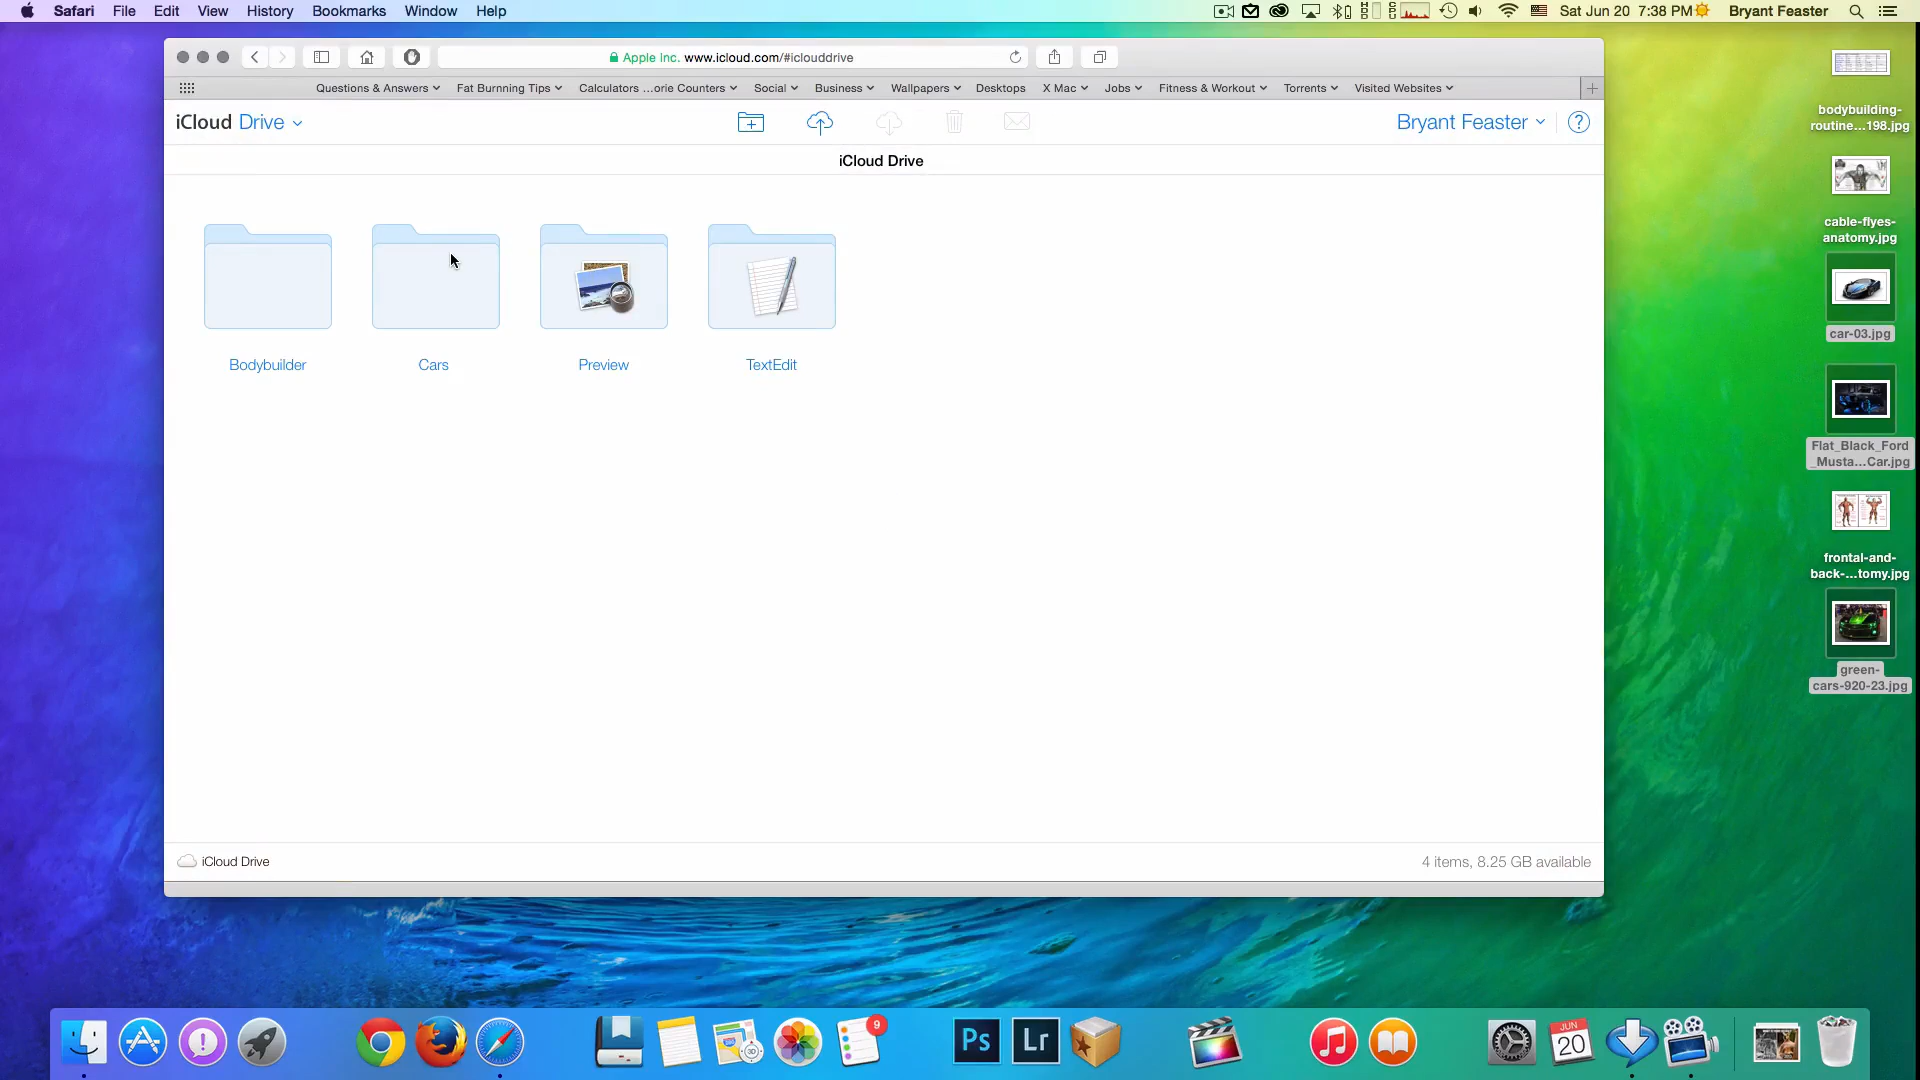 Safari File Edit View History Bookmarks Window Help
Sat Jun 20 7:38 PM Bryant Feaster
Apple Inc. www.icloud.com/#iclouddrive
Questions & Answers Fat Burnning Tips Calculators ...orie Counters Social Business Wallpapers Desktops X Mac Jobs Fitness & Workout Torrents Visited Websites
iCloud Drive
Bryant Feaster ?
iCloud Drive
Bodybuilder
Cars
Preview
TextEdit
iCloud Drive
4 items, 8.25 GB available
bodybuilding-
routine...198.jpg
cable-flyes-
anatomy.jpg
car-03.jpg
Flat_Black_Ford
_Musta...Car.jpg
frontal-and-
back-...tomy.jpg
green-
cars-920-23.jpg
9
Ps
Lr
JUN
20